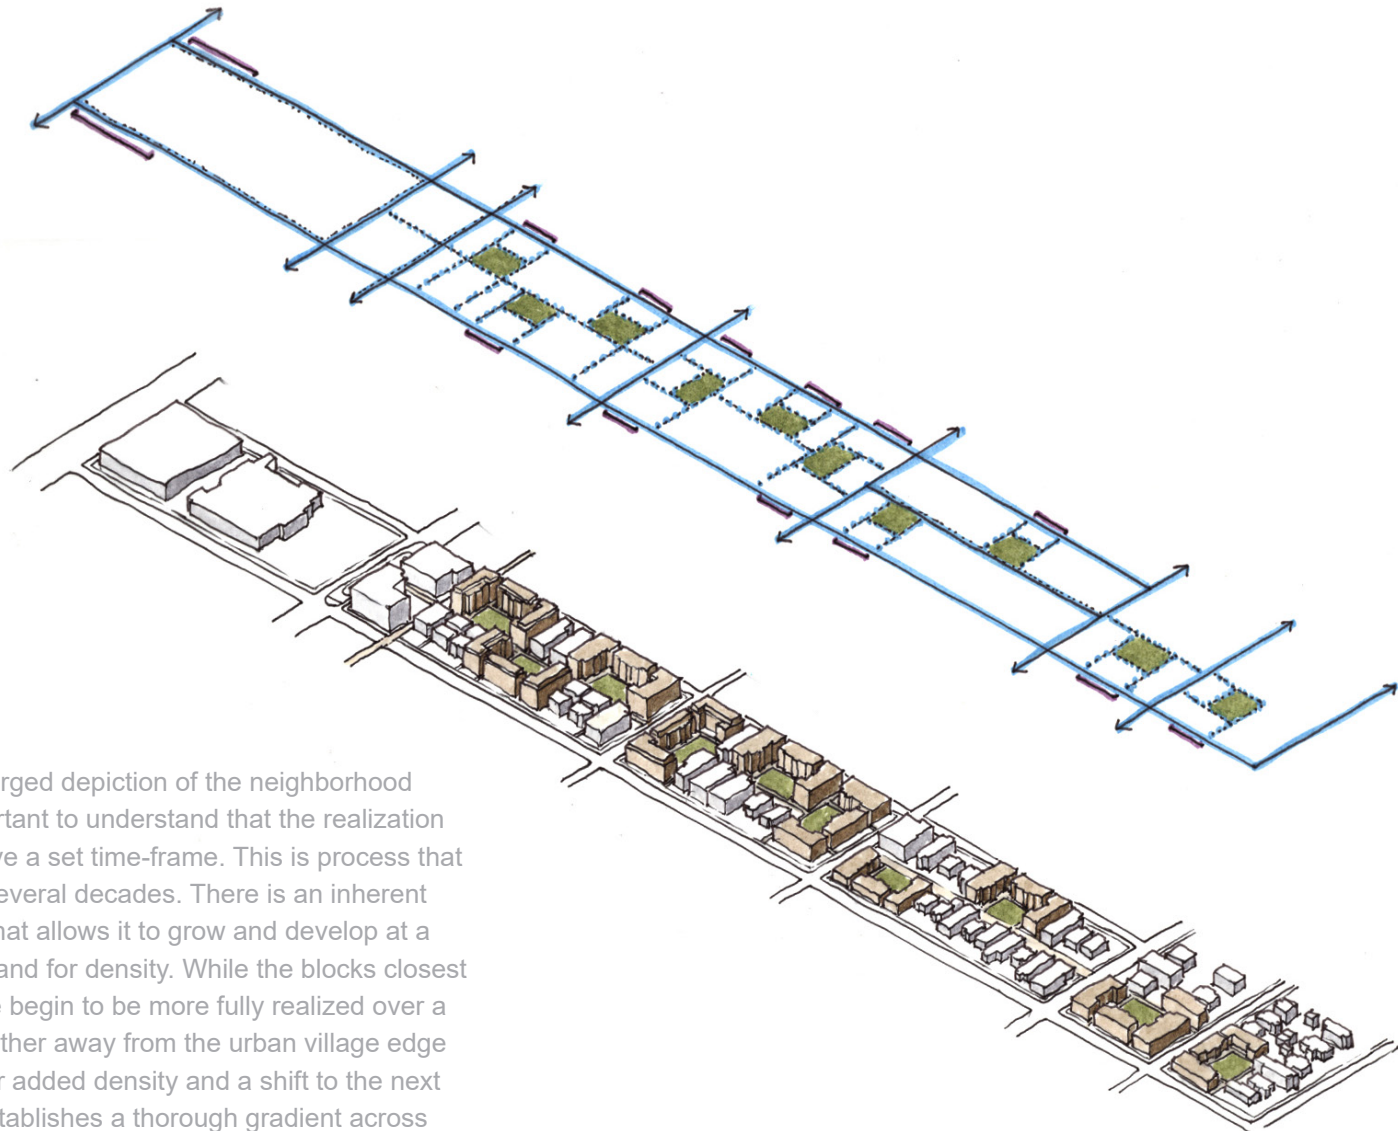 rged depiction of the neighborhood
rtant to understand that the realization
ve a set time-frame. This is process that
several decades. There is an inherent
hat allows it to grow and develop at a
and for density. While the blocks closest
e begin to be more fully realized over a
ther away from the urban village edge
r added density and a shift to the next
tablishes a thorough gradient across